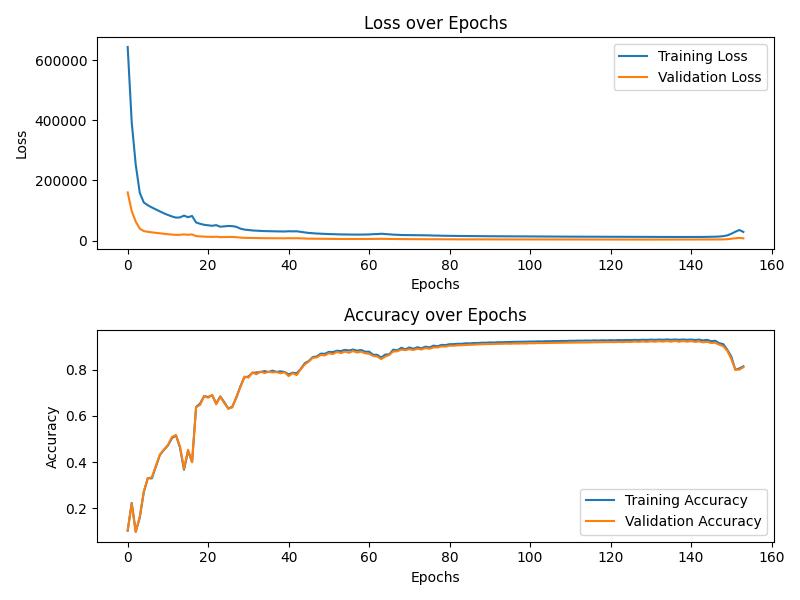 Loss over Epochs
Loss
600000
400000
200000
0
Training Loss
Validation Loss
0 20 40 60 80 100 120 140 160
Epochs
Accuracy over Epochs
Accuracy
0.8
0.6
0.4
0.2
Training Accuracy
Validation Accuracy
0 20 40 60 80 100 120 140 160
Epochs